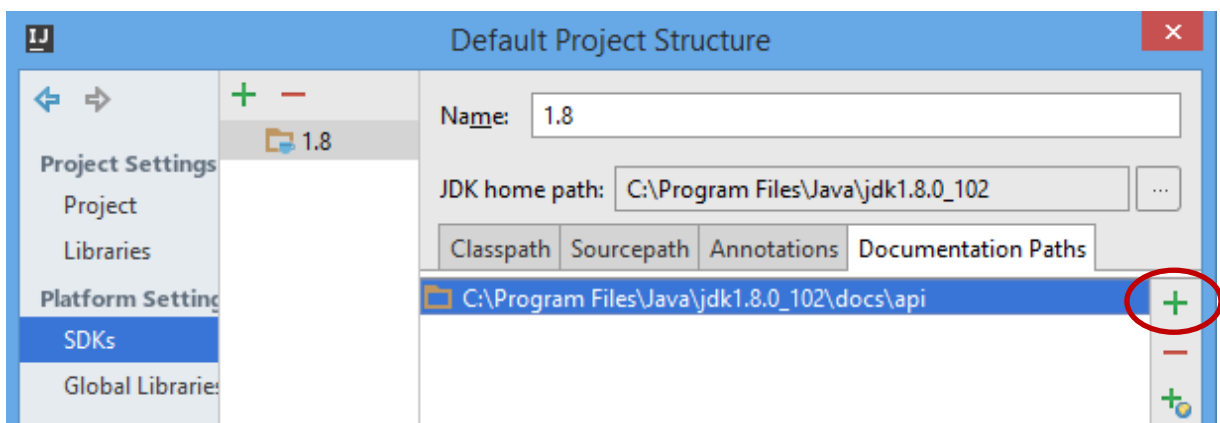 IJ
Default Project Structure
Name: 1.8
1.8
Project Settings
JDK home path: C:\Program Files\Java\jdk1.8.0_102 ...
Project
Libraries
Classpath Sourcepath Annotations Documentation Paths
Platform Setting
C:\Program Files\Java\jdk1.8.0_102\docs\api
SDKs
Global Libraries